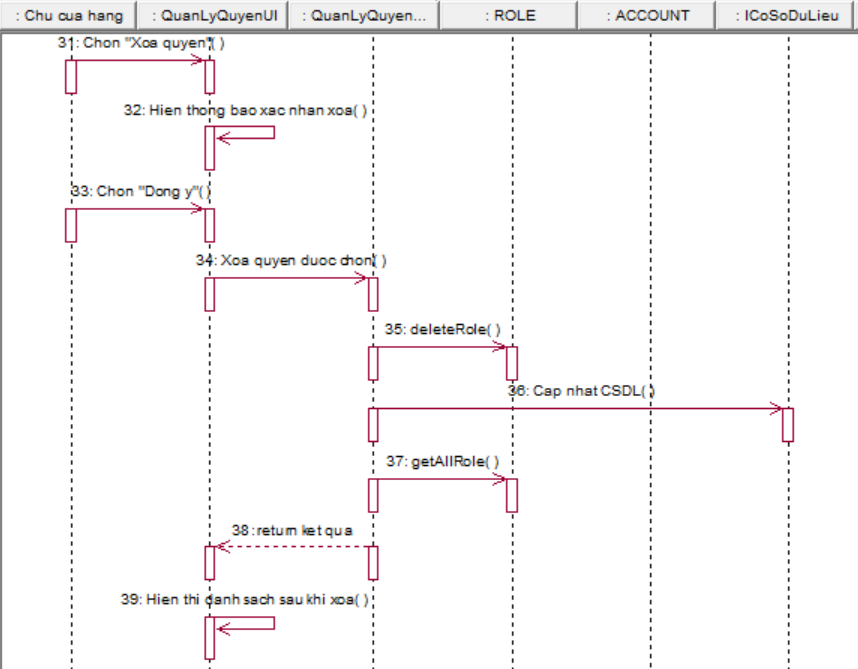 : Chu cua hang
: QuanLyQuyenUI
: QuanLyQuyen...
: ROLE
: ACCOUNT
: ICoSoDuLieu
31: Chon "Xoa quyen"( )
32: Hien thong bao xac nhan xoa( )
33: Chon "Dong y"( )
34: Xoa quyen duoc chon( )
35: deleteRole( )
36: Cap nhat CSDL( )
37: getAllRole( )
38: return ket qua
39: Hien thi danh sach sau khi xoa( )